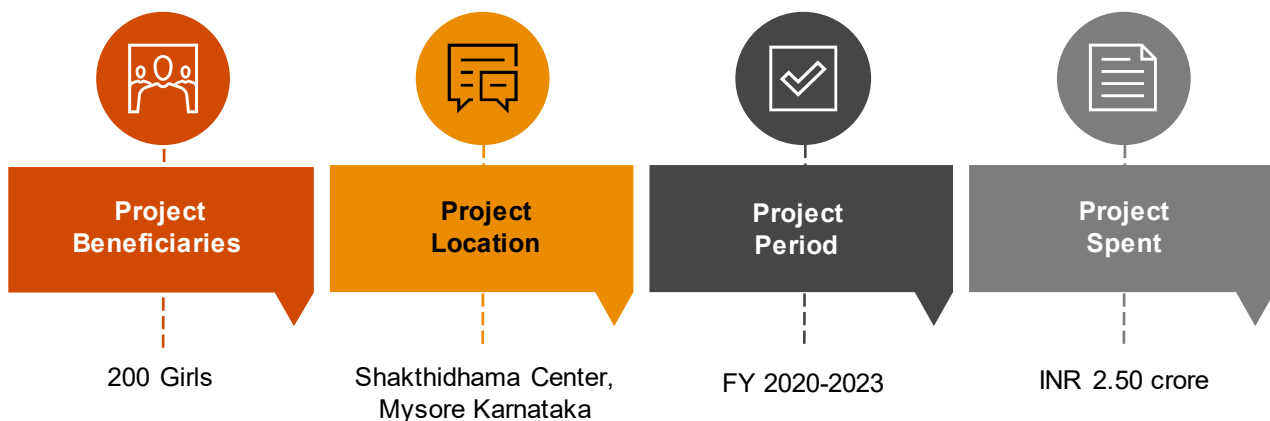 Project
Beneficiaries
Project
Location
Project
Period
Project
Spent
200 Girls
Shakthidhama Center,
Mysore Karnataka
FY 2020-2023
INR 2.50 crore